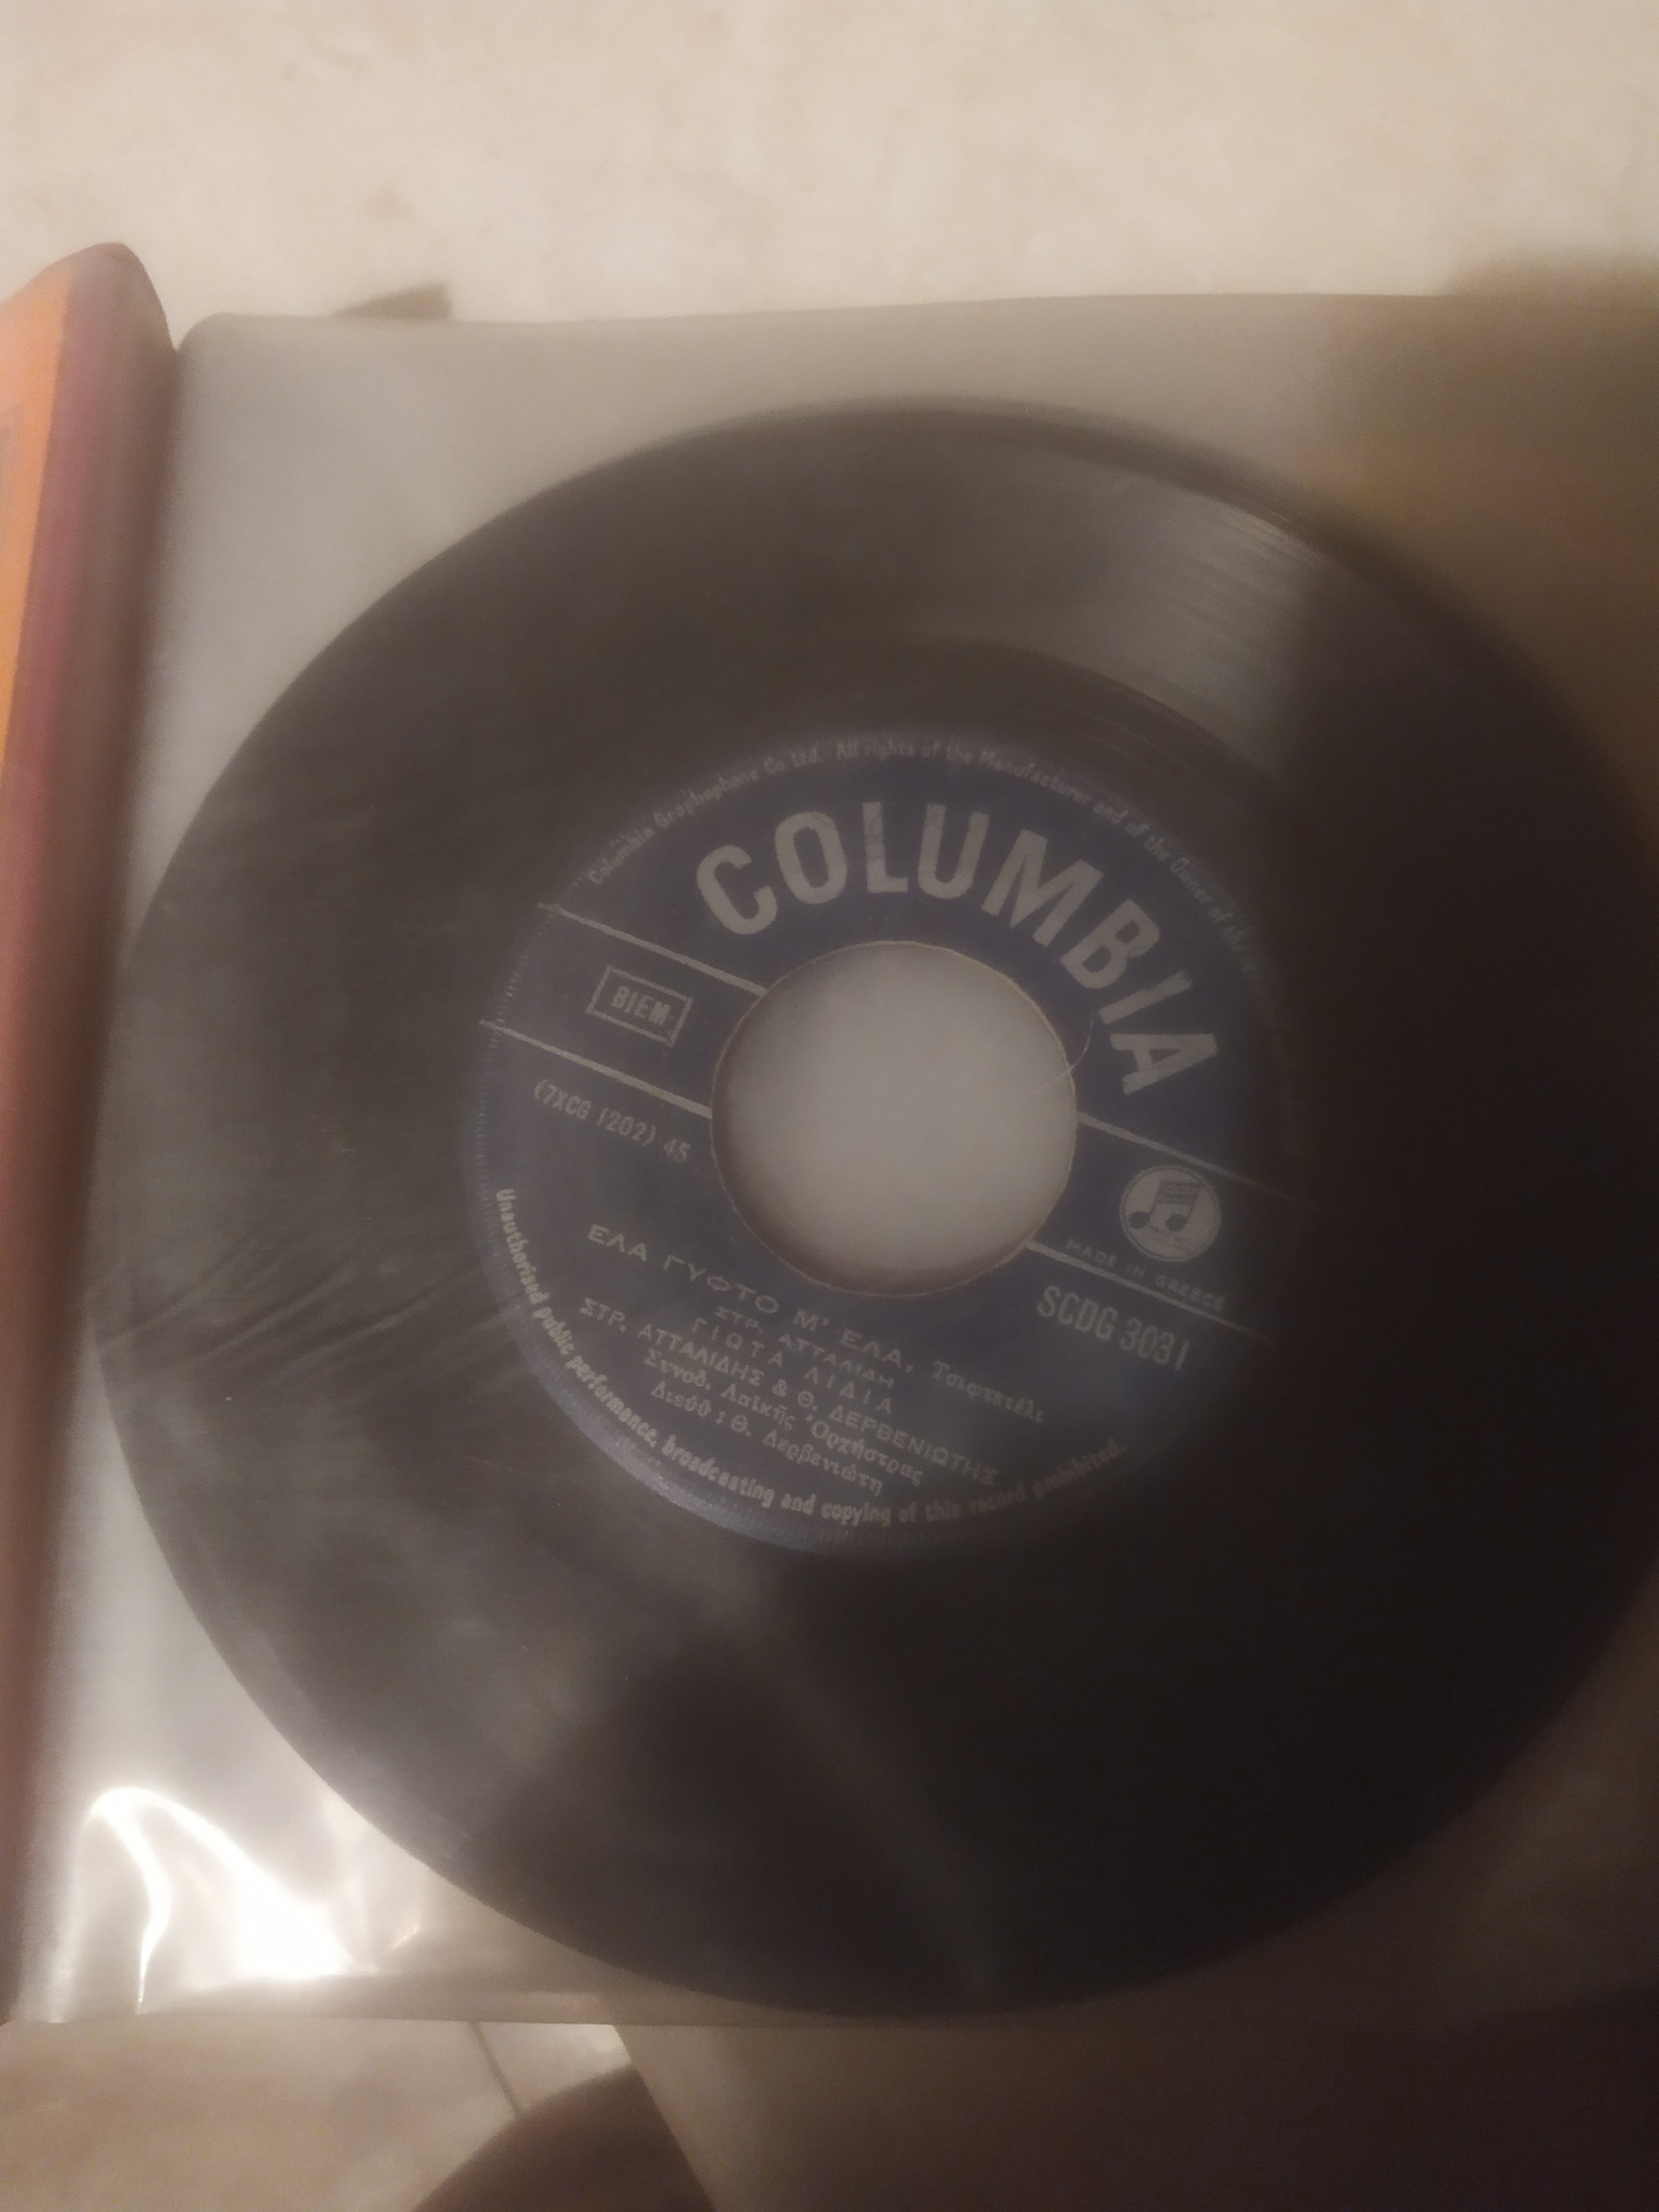 Columbia Graphophone Co. Ltd. All rights of the Manufacturer and of the Owner of the
COLUMBIA
BIEM
(7XCG 1202) 45
MADE IN GREECE
SCDG 3031
ΕΛΑ ΓΥΦΤΟ Μ' ΕΛΑ, Τσιφτετέλι
ΣΤΡ. ΑΤΤΑΛΙΔΗ
ΓΙΩΤΑ ΛΙΔΙΑ
ΣΤΡ. ΑΤΤΑΛΙΔΗΣ & Θ. ΔΕΡΒΕΝΙΩΤΗΣ
Συνοδ. Λαϊκῆς Ὀρχήστρας
Διεύθ : Θ. Δερβενιώτη
Unauthorised public performance, broadcasting and copying of this record prohibited.